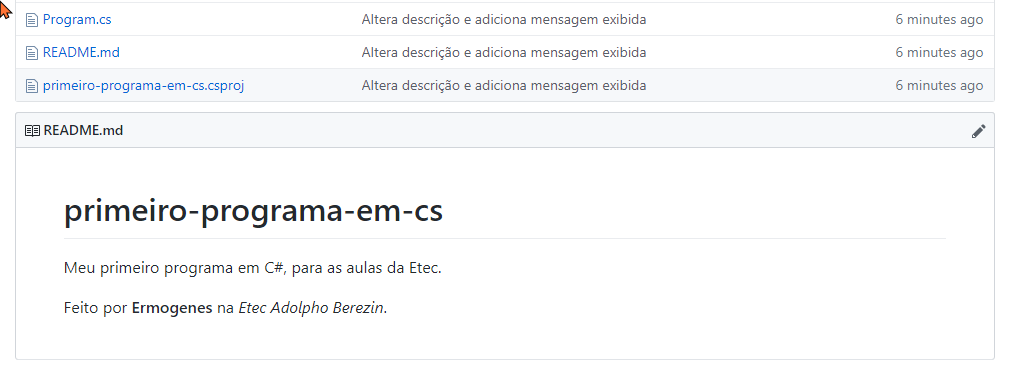 Program.cs Altera descrição e adiciona mensagem exibida 6 minutes ago
README.md Altera descrição e adiciona mensagem exibida 6 minutes ago
primeiro-programa-em-cs.csproj Altera descrição e adiciona mensagem exibida 6 minutes ago
README.md
primeiro-programa-em-cs
Meu primeiro programa em C#, para as aulas da Etec.
Feito por Ermogenes na Etec Adolpho Berezin.